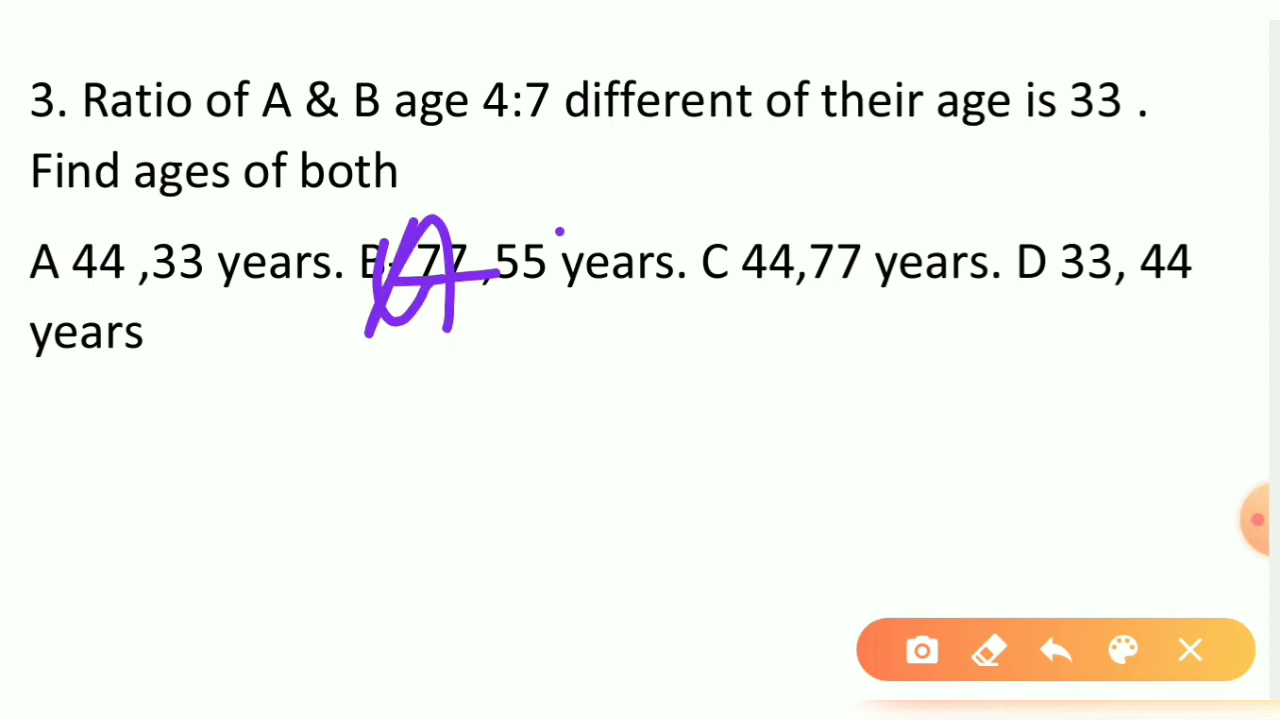 3. Ratio of A & B age 4:7 different of their age is 33 .
Find ages of both
A 44 ,33 years. B- 77 ,55 years. C 44,77 years. D 33, 44
years
A